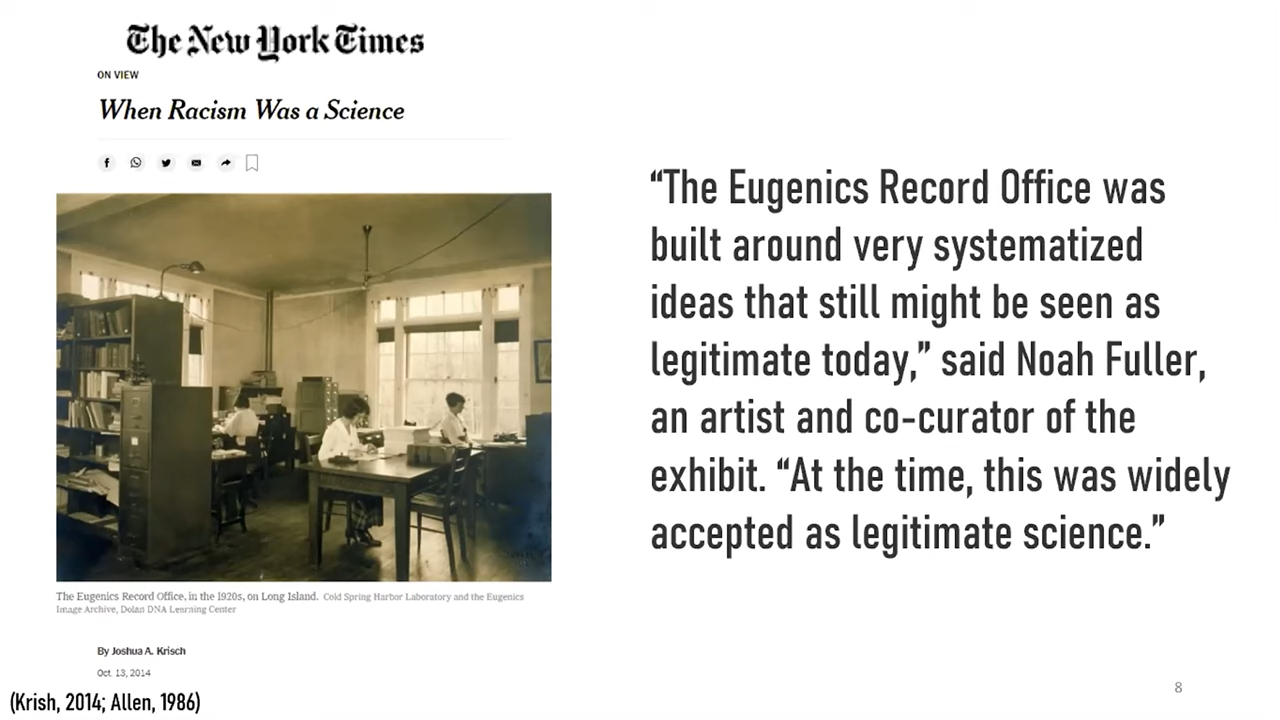 The New York Times
ON VIEW
When Racism Was a Science
“The Eugenics Record Office was
built around very systematized
ideas that still might be seen as
legitimate today,” said Noah Fuller,
an artist and co-curator of the
exhibit. “At the time, this was widely
accepted as legitimate science.”
The Eugenics Record Office, in the 1920s, on Long Island. Cold Spring Harbor Laboratory and the Eugenics
Image Archive, Dolan DNA Learning Center
By Joshua A. Krisch
Oct. 13, 2014
(Krish, 2014; Allen, 1986)
8